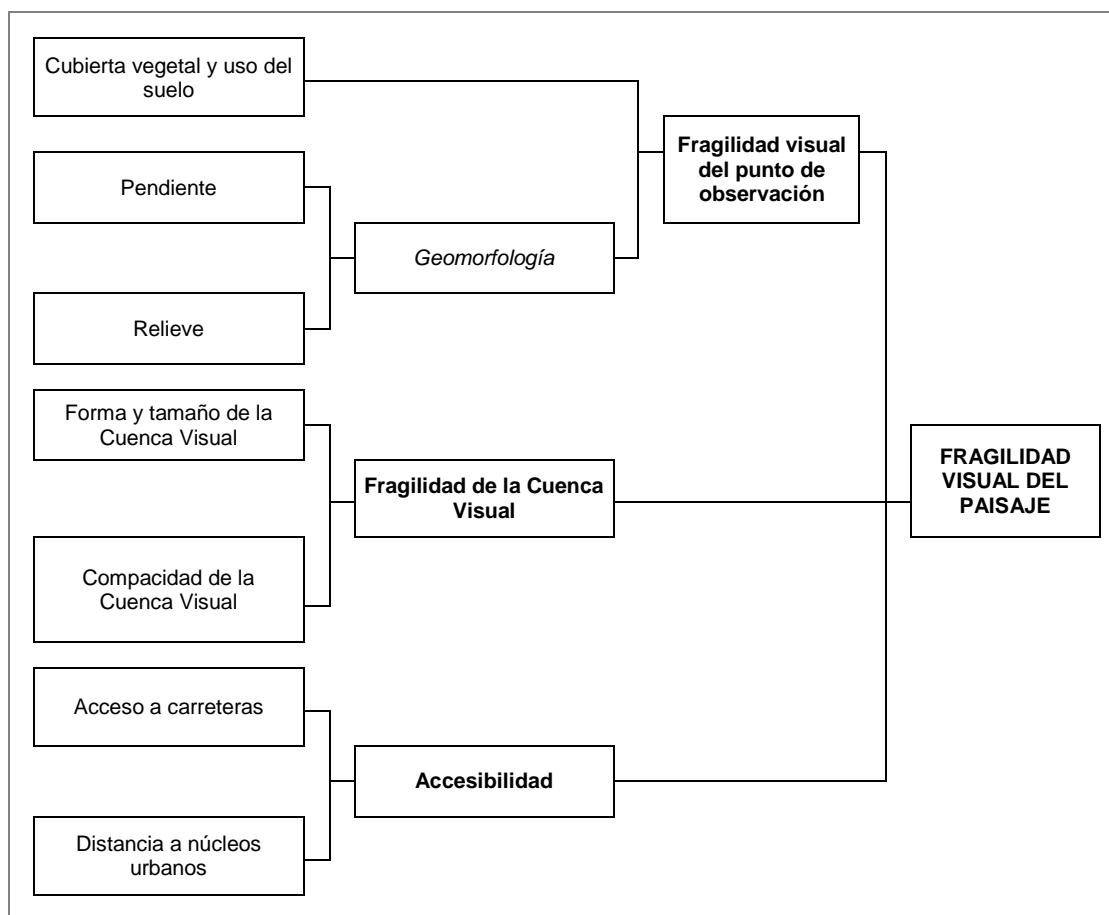 Cubierta vegetal y uso del
suelo
Pendiente
Relieve
Geomorfología
Fragilidad visual
del punto de
observación
Forma y tamaño de la
Cuenca Visual
Compacidad de la
Cuenca Visual
Fragilidad de la Cuenca
Visual
Acceso a carreteras
Distancia a núcleos
urbanos
Accesibilidad
FRAGILIDAD
VISUAL DEL
PAISAJE